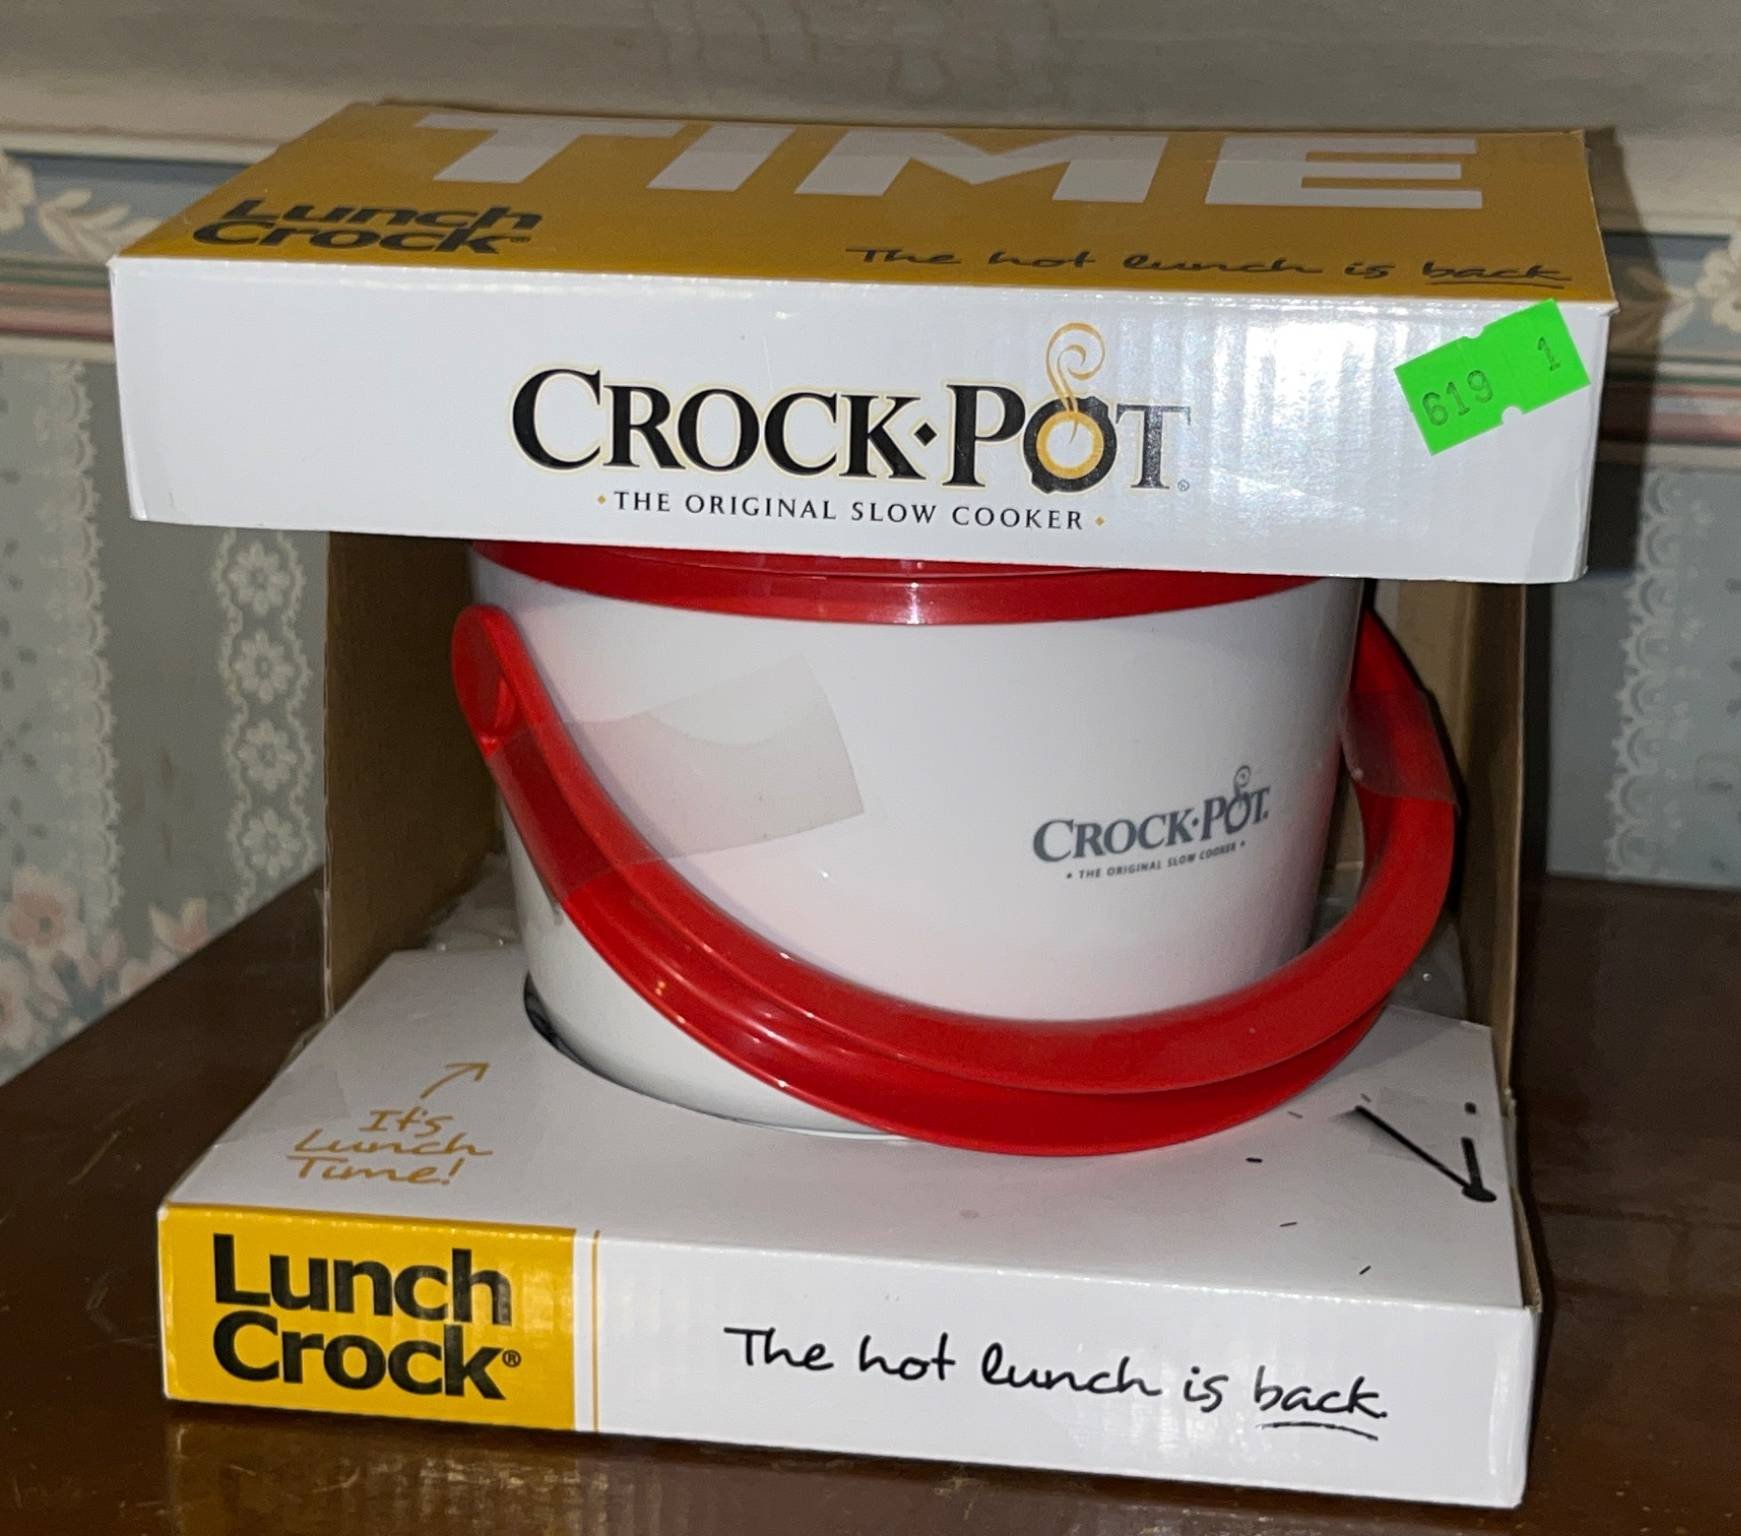 TIME
Lunch
Crock®
The hot lunch is back
CROCK·POT®
•THE ORIGINAL SLOW COOKER•
619 1
CROCK·POT
• THE ORIGINAL SLOW COOKER •
It's
Lunch
Time!
Lunch
Crock®
The hot lunch is back.